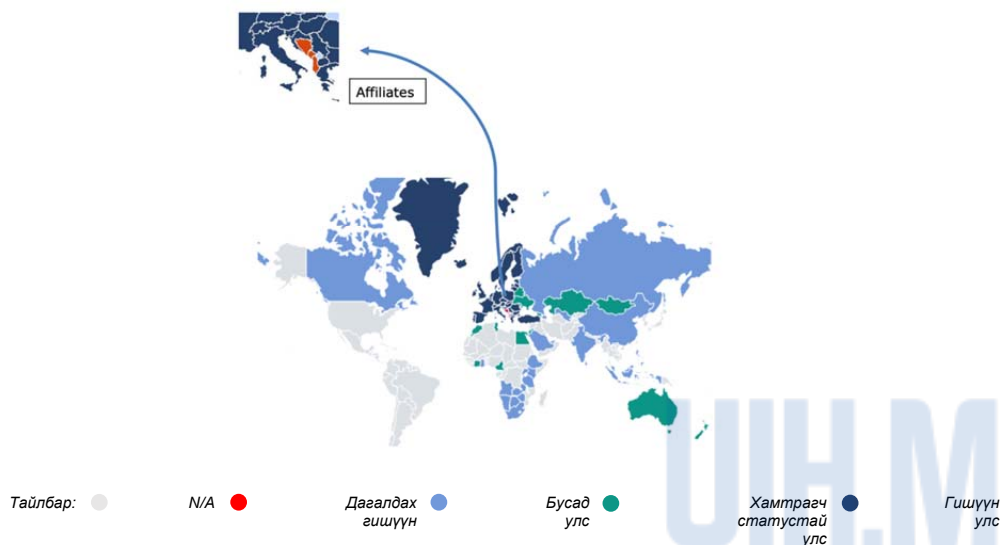 Affiliates
Тайлбар:
N/A
Дагалдах
гишүүн
Бусад
улс
Хамтрагч
статустай
улс
Гишүүн
улс
UIH.M